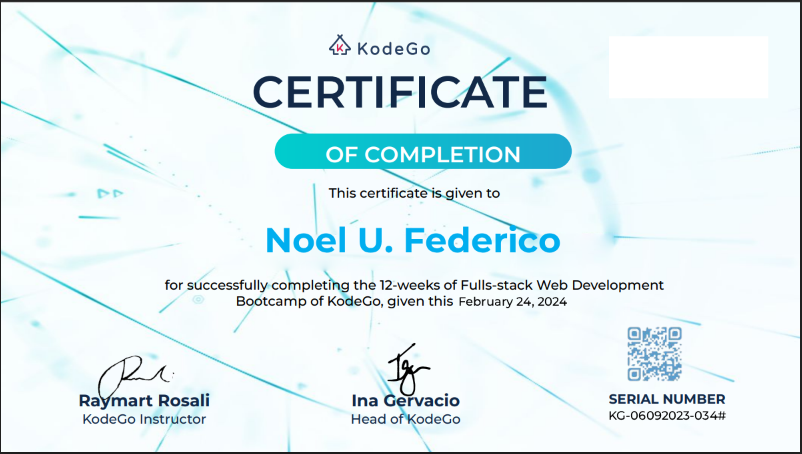 KodeGo
CERTIFICATE
OF COMPLETION
This certificate is given to
Noel U. Federico
for successfully completing the 12-weeks of Fulls-stack Web Development
Bootcamp of KodeGo, given this February 24, 2024
Raymart Rosali
KodeGo Instructor
Ina Gervacio
Head of KodeGo
SERIAL NUMBER
KG-06092023-034#